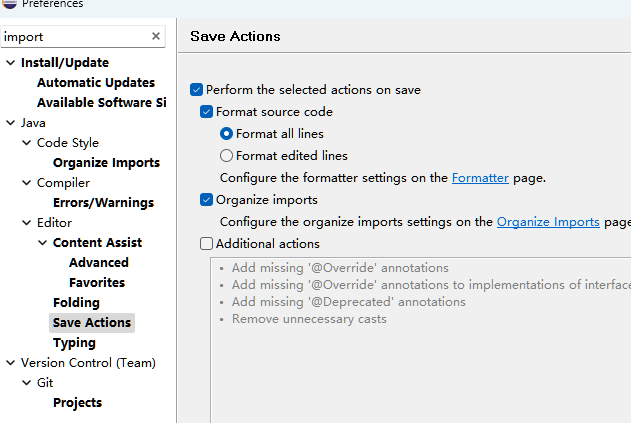 Preferences
import
Install/Update
Automatic Updates
Available Software Si
Java
Code Style
Organize Imports
Compiler
Errors/Warnings
Editor
Content Assist
Advanced
Favorites
Folding
Save Actions
Typing
Version Control (Team)
Git
Projects
Save Actions
Perform the selected actions on save
Format source code
Format all lines
Format edited lines
Configure the formatter settings on the Formatter page.
Organize imports
Configure the organize imports settings on the Organize Imports page
Additional actions
• Add missing '@Override' annotations
• Add missing '@Override' annotations to implementations of interface
• Add missing '@Deprecated' annotations
• Remove unnecessary casts